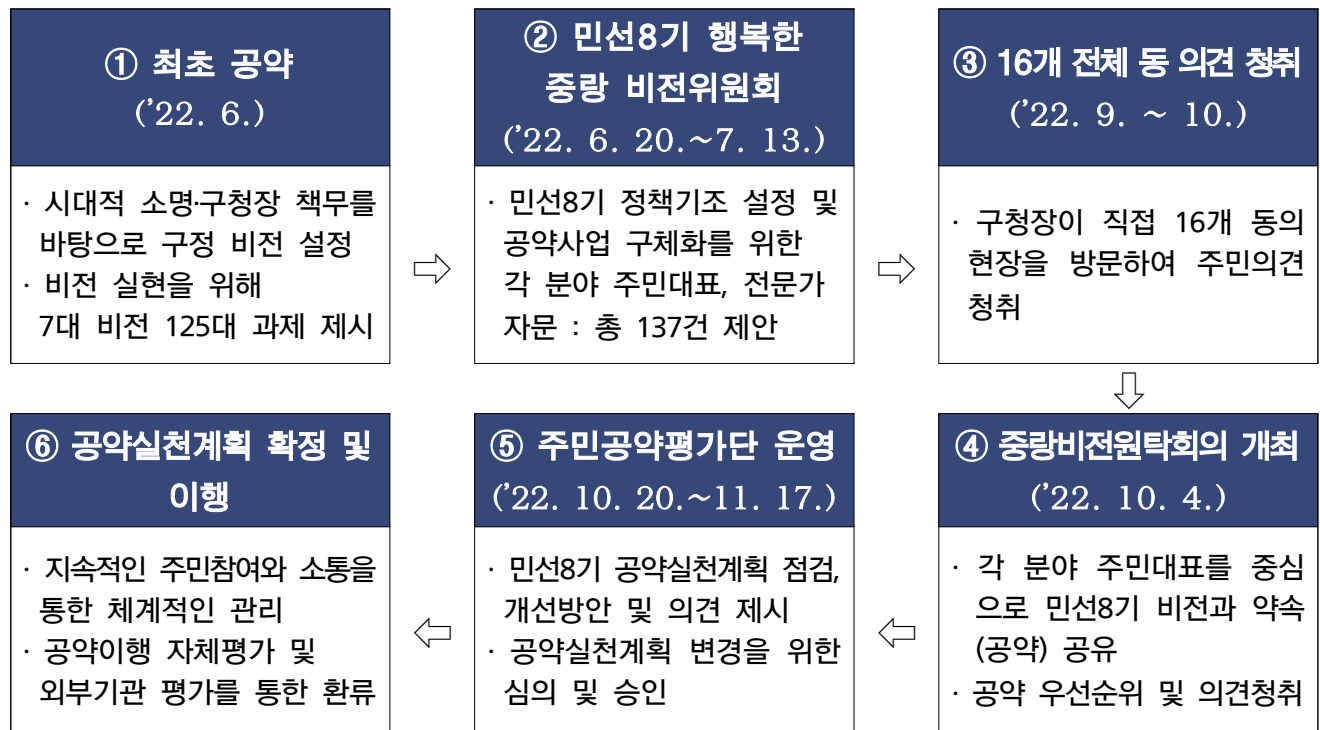 ① 최초 공약
('22. 6.)
· 시대적 소명·구청장 책무를
바탕으로 구정 비전 설정
· 비전 실현을 위해
7대 비전 125대 과제 제시
② 민선8기 행복한
중랑 비전위원회
('22. 6. 20.~7. 13.)
· 민선8기 정책기조 설정 및
공약사업 구체화를 위한
각 분야 주민대표, 전문가
자문 : 총 137건 제안
③ 16개 전체 동 의견 청취
('22. 9. ~ 10.)
· 구청장이 직접 16개 동의
현장을 방문하여 주민의견
청취
④ 중랑비전원탁회의 개최
('22. 10. 4.)
· 각 분야 주민대표를 중심
으로 민선8기 비전과 약속
(공약) 공유
· 공약 우선순위 및 의견청취
⑤ 주민공약평가단 운영
('22. 10. 20.~11. 17.)
· 민선8기 공약실천계획 점검,
개선방안 및 의견 제시
· 공약실천계획 변경을 위한
심의 및 승인
⑥ 공약실천계획 확정 및
이행
· 지속적인 주민참여와 소통을
통한 체계적인 관리
· 공약이행 자체평가 및
외부기관 평가를 통한 환류